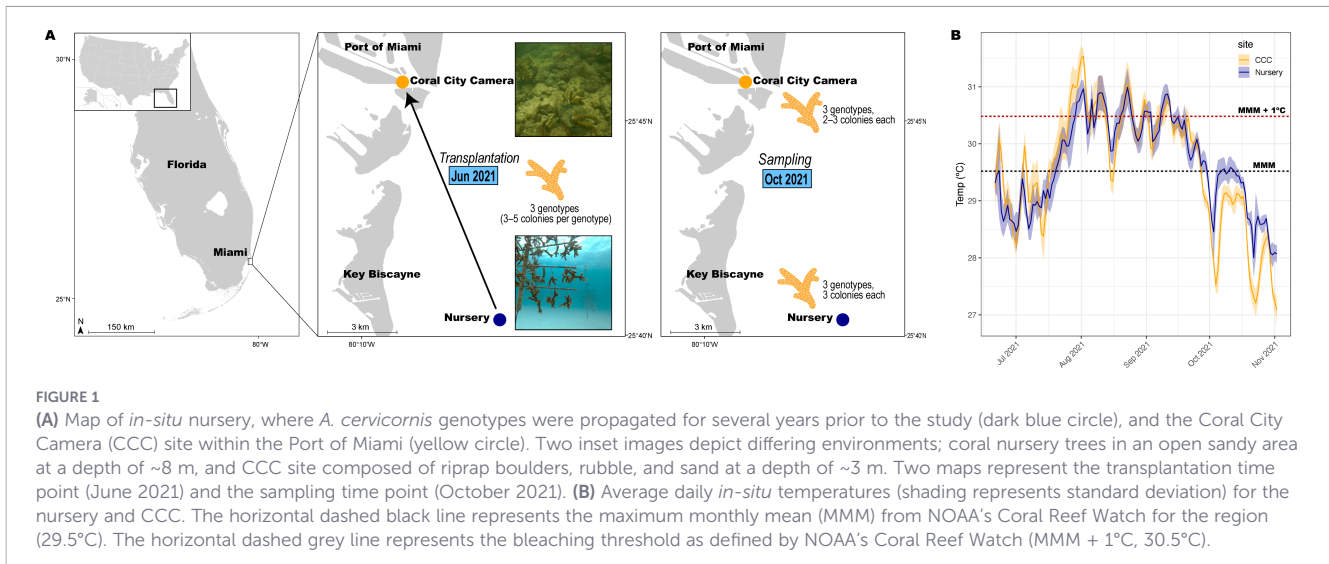 A
30°N
25°N
Florida
Miami
N
150 km
80°W
Port of Miami
Coral City Camera
25°45'N
Transplantation
Jun 2021
3 genotypes
(3–5 colonies per genotype)
Key Biscayne
Nursery
3 km
25°40'N
80°10'W
Port of Miami
Coral City Camera
3 genotypes,
2–3 colonies each
25°45'N
Sampling
Oct 2021
Key Biscayne
3 genotypes,
3 colonies each
Nursery
3 km
25°40'N
80°10'W
B
site
CCC
Nursery
MMM + 1°C
MMM
Temp (°C)
31
30
29
28
27
Jul 2021
Aug 2021
Sep 2021
Oct 2021
Nov 2021
FIGURE 1
(A) Map of in-situ nursery, where A. cervicornis genotypes were propagated for several years prior to the study (dark blue circle), and the Coral City
Camera (CCC) site within the Port of Miami (yellow circle). Two inset images depict differing environments; coral nursery trees in an open sandy area
at a depth of ~8 m, and CCC site composed of riprap boulders, rubble, and sand at a depth of ~3 m. Two maps represent the transplantation time
point (June 2021) and the sampling time point (October 2021). (B) Average daily in-situ temperatures (shading represents standard deviation) for the
nursery and CCC. The horizontal dashed black line represents the maximum monthly mean (MMM) from NOAA's Coral Reef Watch for the region
(29.5°C). The horizontal dashed grey line represents the bleaching threshold as defined by NOAA's Coral Reef Watch (MMM + 1°C, 30.5°C).